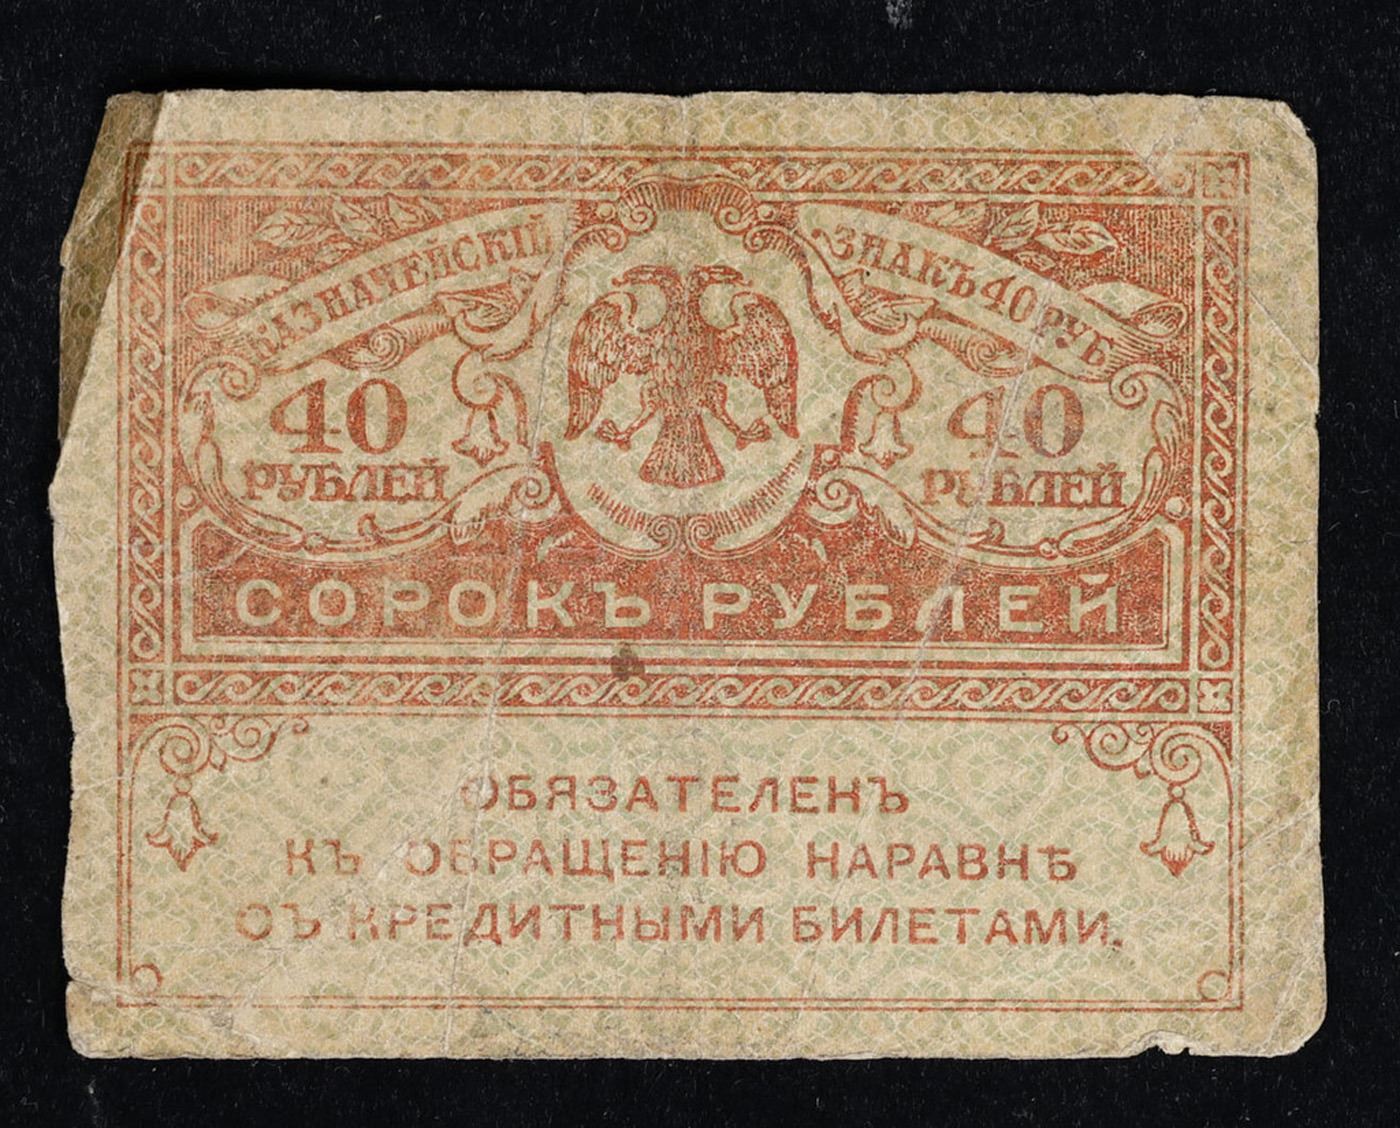 КАЗНАЧЕЙСКІЙ
ЗНАКЪ 40 РУБ
40
РУБЛЕЙ
40
РУБЛЕЙ
СОРОКЪ РУБЛЕЙ
ОБЯЗАТЕЛЕНЪ
КЪ ОБРАЩЕНІЮ НАРАВНѢ
СЪ КРЕДИТНЫМИ БИЛЕТАМИ.